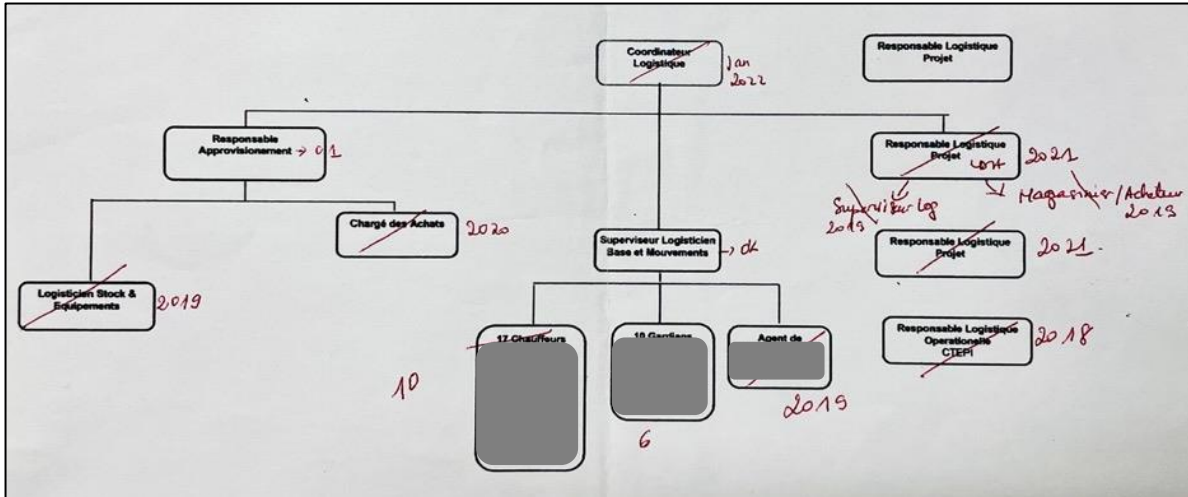 Coordinateur
Logistique
Jan
2022
Responsable Logistique
Projet
Responsable
Approvisionement →
Responsable Logistique
Projet
2021
Superviseur Log
2019
Magasinier/Acheteur
2019
Chargé des Achats
2020
Superviseur Logisticien
Base et Mouvements
→ ok
Responsable Logistique
Projet
2021
Logisticien Stock &
Equipements
2019
17 Chauffeurs
10
10 Gardiens
6
Agent de
2019
Responsable Logistique
Operationelle
CTEPI
2018